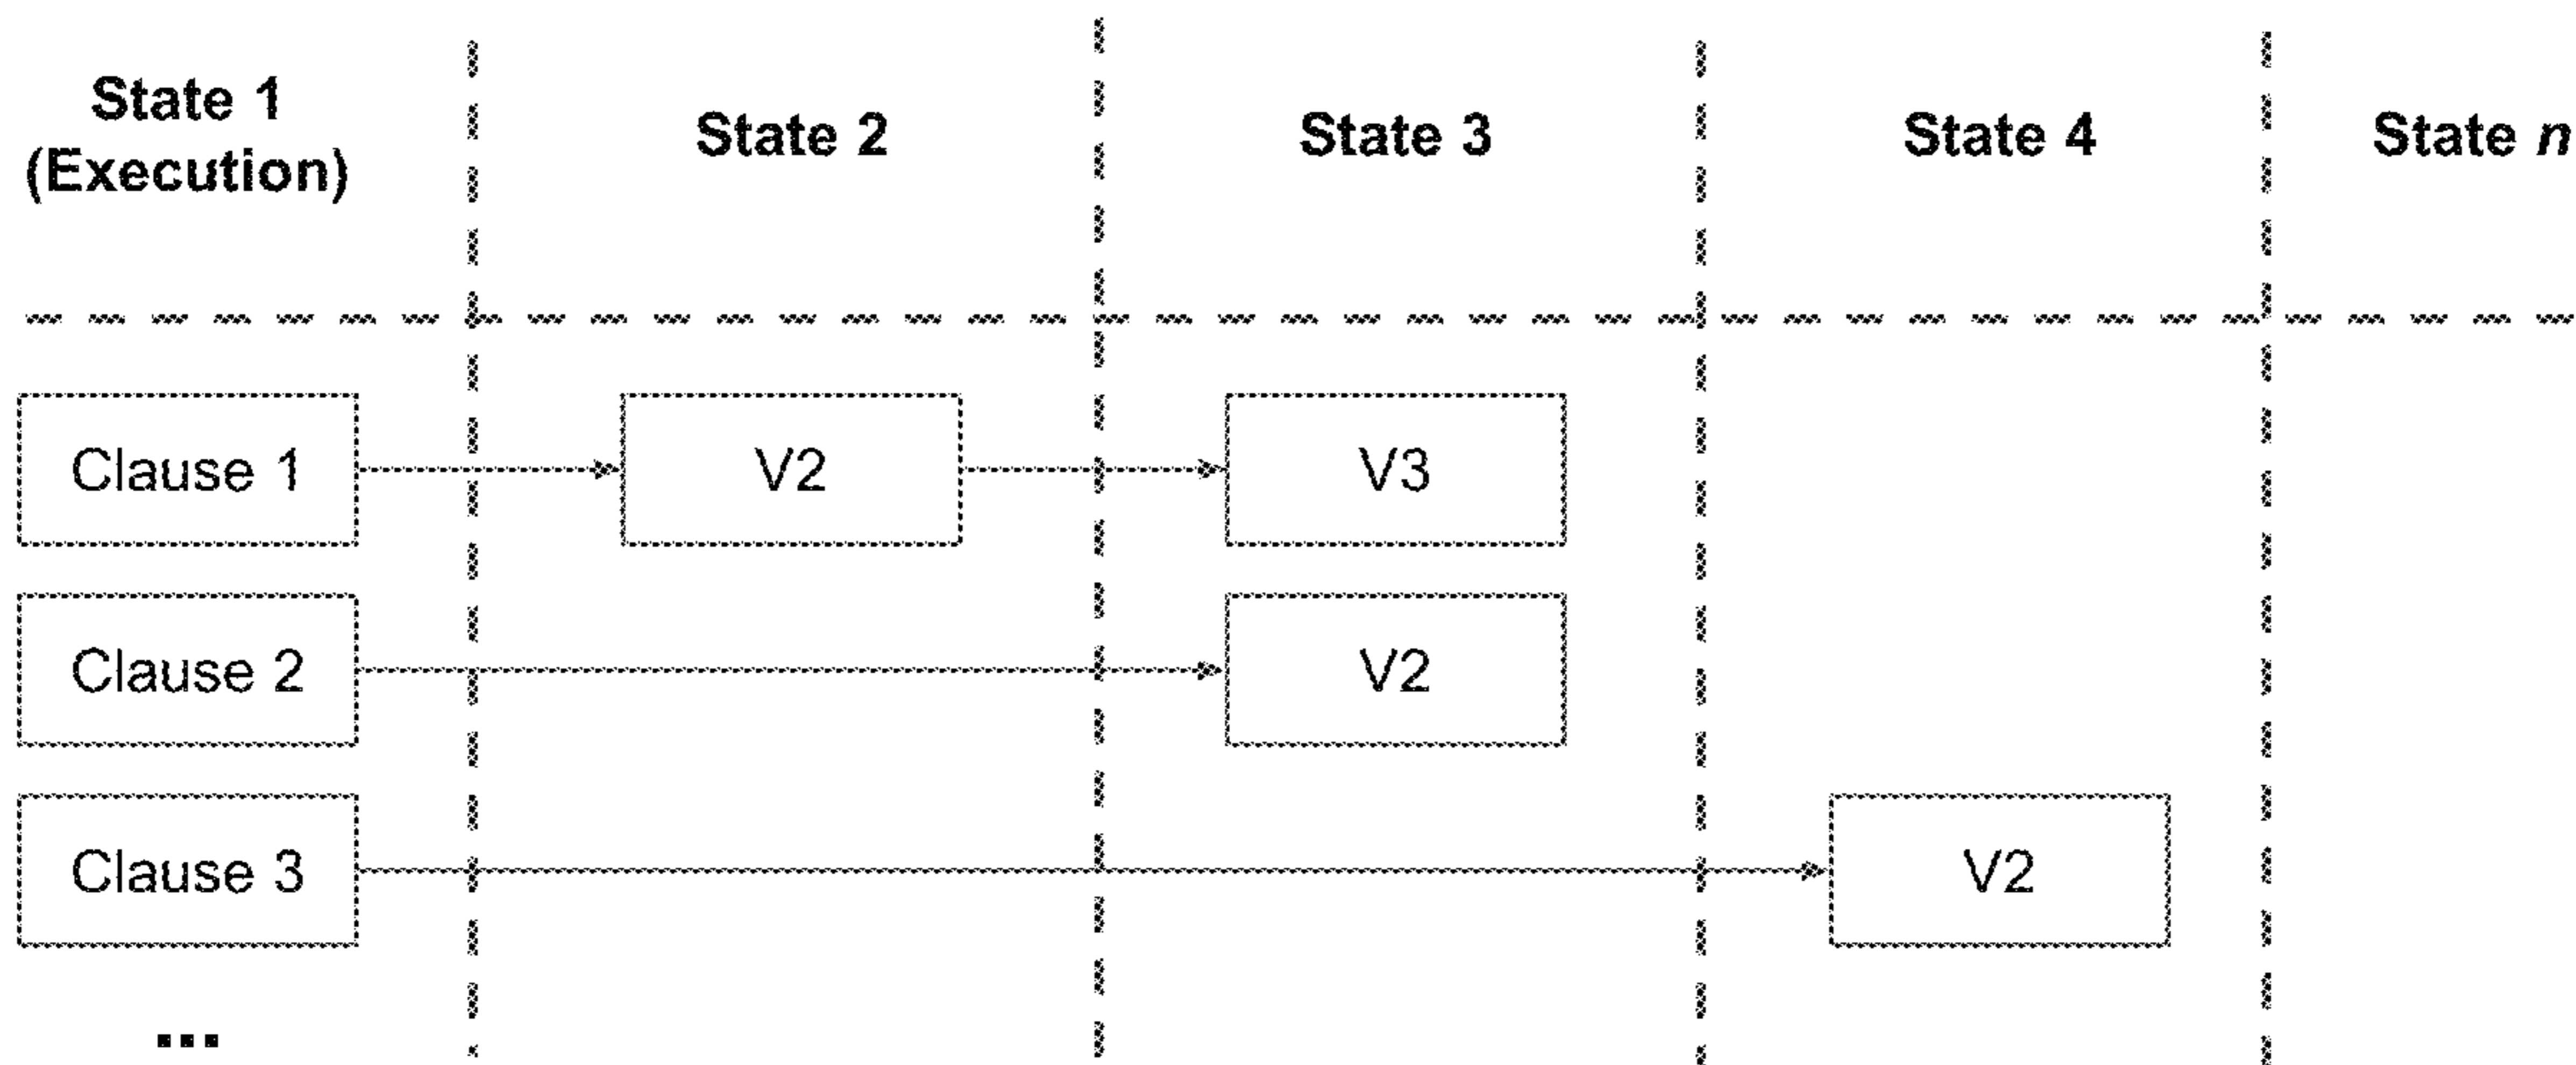 State 1
(Execution)
State 2
State 3
State 4
State n
Clause 1
V2
V3
Clause 2
V2
Clause 3
V2
...